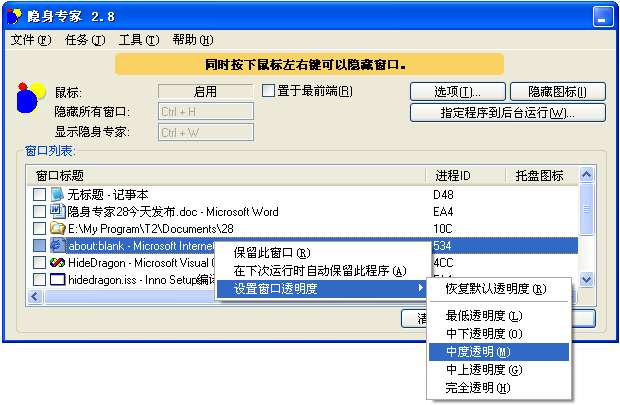 隐身专家 2.8
文件(F) 任务(J) 工具(T) 帮助(H)
同时按下鼠标左右键可以隐藏窗口。
鼠标: 启用 置于最前端(R) 选项(T)... 隐藏图标(I)
隐藏所有窗口: Ctrl + H 指定程序到后台运行(W)...
显示隐身专家: Ctrl + W
窗口列表:
窗口标题 进程ID 托盘图标
无标题 - 记事本 D48
隐身专家28今天发布.doc - Microsoft Word EA4
E:\My Program\T2\Documents\28 10C
about:blank - Microsoft Interne 534
HideDragon - Microsoft Visual C 4CC
hidedragon.iss - Inno Setup编译
保留此窗口(R)
在下次运行时自动保留此程序(A)
设置窗口透明度
恢复默认透明度(R)
最低透明度(L)
中下透明度(O)
中度透明(M)
中上透明度(G)
完全透明(H)